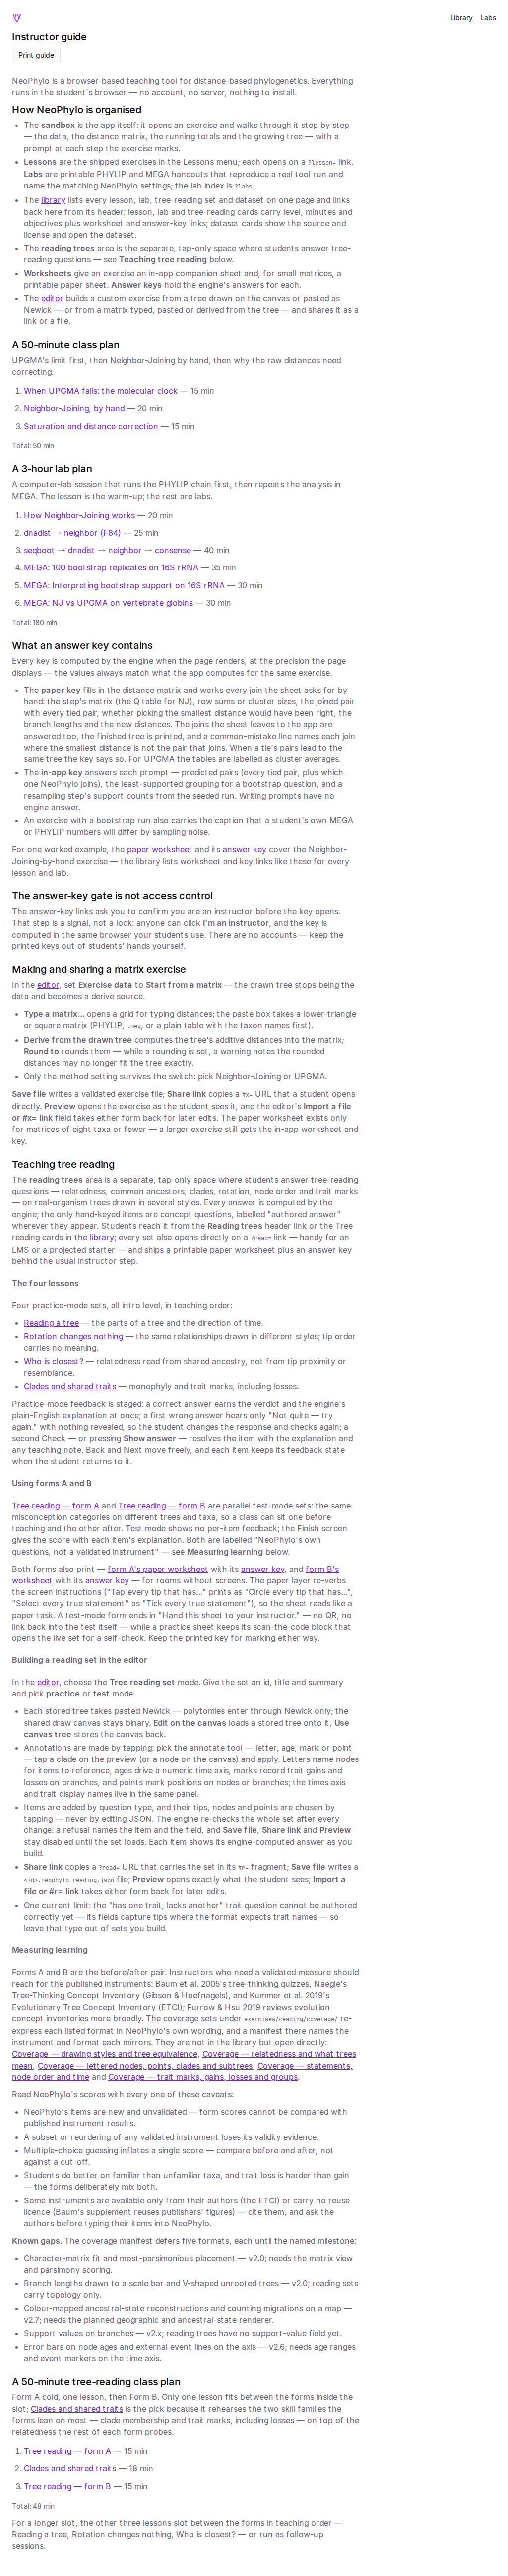 Library Labs
Instructor guide
Print guide
NeoPhylo is a browser-based teaching tool for distance-based phylogenetics. Everything
runs in the student's browser — no account, no server, nothing to install.
How NeoPhylo is organised
• The sandbox is the app itself: it opens an exercise and walks through it step by step
— the data, the distance matrix, the running totals and the growing tree — with a
prompt at each step the exercise marks.
• Lessons are the shipped exercises in the Lessons menu; each opens on a ?lesson= link.
Labs are printable PHYLIP and MEGA handouts that reproduce a real tool run and
name the matching NeoPhylo settings; the lab index is ?labs.
• The library lists every lesson, lab, tree-reading set and dataset on one page and links
back here from its header: lesson, lab and tree-reading cards carry level, minutes and
objectives plus worksheet and answer-key links; dataset cards show the source and
license and open the dataset.
• The reading trees area is the separate, tap-only space where students answer tree-
reading questions — see Teaching tree reading below.
• Worksheets give an exercise an in-app companion sheet and, for small matrices, a
printable paper sheet. Answer keys hold the engine's answers for each.
• The editor builds a custom exercise from a tree drawn on the canvas or pasted as
Newick — or from a matrix typed, pasted or derived from the tree — and shares it as a
link or a file.
A 50-minute class plan
UPGMA's limit first, then Neighbor-Joining by hand, then why the raw distances need
correcting.
1. When UPGMA fails: the molecular clock — 15 min
2. Neighbor-Joining, by hand — 20 min
3. Saturation and distance correction — 15 min
Total: 50 min
A 3-hour lab plan
A computer-lab session that runs the PHYLIP chain first, then repeats the analysis in
MEGA. The lesson is the warm-up; the rest are labs.
1. How Neighbor-Joining works — 20 min
2. dnadist → neighbor (F84) — 25 min
3. seqboot → dnadist → neighbor → consense — 40 min
4. MEGA: 100 bootstrap replicates on 16S rRNA — 35 min
5. MEGA: Interpreting bootstrap support on 16S rRNA — 30 min
6. MEGA: NJ vs UPGMA on vertebrate globins — 30 min
Total: 180 min
What an answer key contains
Every key is computed by the engine when the page renders, at the precision the page
displays — the values always match what the app computes for the same exercise.
• The paper key fills in the distance matrix and works every join the sheet asks for by
hand: the step's matrix (the Q table for NJ), row sums or cluster sizes, the joined pair
with every tied pair, whether picking the smallest distance would have been right, the
branch lengths and the new distances. The joins the sheet leaves to the app are
answered too, the finished tree is printed, and a common-mistake line names each join
where the smallest distance is not the pair that joins. When a tie's pairs lead to the
same tree the key says so. For UPGMA the tables are labelled as cluster averages.
• The in-app key answers each prompt — predicted pairs (every tied pair, plus which
one NeoPhylo joins), the least-supported grouping for a bootstrap question, and a
resampling step's support counts from the seeded run. Writing prompts have no
engine answer.
• An exercise with a bootstrap run also carries the caption that a student's own MEGA
or PHYLIP numbers will differ by sampling noise.
For one worked example, the paper worksheet and its answer key cover the Neighbor-
Joining-by-hand exercise — the library lists worksheet and key links like these for every
lesson and lab.
The answer-key gate is not access control
The answer-key links ask you to confirm you are an instructor before the key opens.
That step is a signal, not a lock: anyone can click I'm an instructor, and the key is
computed in the same browser your students use. There are no accounts — keep the
printed keys out of students' hands yourself.
Making and sharing a matrix exercise
In the editor, set Exercise data to Start from a matrix — the drawn tree stops being the
data and becomes a derive source.
• Type a matrix… opens a grid for typing distances; the paste box takes a lower-triangle
or square matrix (PHYLIP, .meg, or a plain table with the taxon names first).
• Derive from the drawn tree computes the tree's additive distances into the matrix;
Round to rounds them — while a rounding is set, a warning notes the rounded
distances may no longer fit the tree exactly.
• Only the method setting survives the switch: pick Neighbor-Joining or UPGMA.
Save file writes a validated exercise file; Share link copies a #x= URL that a student opens
directly. Preview opens the exercise as the student sees it, and the editor's Import a file
or #x= link field takes either form back for later edits. The paper worksheet exists only
for matrices of eight taxa or fewer — a larger exercise still gets the in-app worksheet and
key.
Teaching tree reading
The reading trees area is a separate, tap-only space where students answer tree-reading
questions — relatedness, common ancestors, clades, rotation, node order and trait marks
— on real-organism trees drawn in several styles. Every answer is computed by the
engine; the only hand-keyed items are concept questions, labelled "authored answer"
wherever they appear. Students reach it from the Reading trees header link or the Tree
reading cards in the library; every set also opens directly on a ?read= link — handy for an
LMS or a projected starter — and ships a printable paper worksheet plus an answer key
behind the usual instructor step.
The four lessons
Four practice-mode sets, all intro level, in teaching order:
• Reading a tree — the parts of a tree and the direction of time.
• Rotation changes nothing — the same relationships drawn in different styles; tip order
carries no meaning.
• Who is closest? — relatedness read from shared ancestry, not from tip proximity or
resemblance.
• Clades and shared traits — monophyly and trait marks, including losses.
Practice-mode feedback is staged: a correct answer earns the verdict and the engine's
plain-English explanation at once; a first wrong answer hears only "Not quite — try
again." with nothing revealed, so the student changes the response and checks again; a
second Check — or pressing Show answer — resolves the item with the explanation and
any teaching note. Back and Next move freely, and each item keeps its feedback state
when the student returns to it.
Using forms A and B
Tree reading — form A and Tree reading — form B are parallel test-mode sets: the same
misconception categories on different trees and taxa, so a class can sit one before
teaching and the other after. Test mode shows no per-item feedback; the Finish screen
gives the score with each item's explanation. Both are labelled "NeoPhylo's own
questions, not a validated instrument" — see Measuring learning below.
Both forms also print — form A's paper worksheet with its answer key, and form B's
worksheet with its answer key — for rooms without screens. The paper layer re-verbs
the screen instructions ("Tap every tip that has…" prints as "Circle every tip that has…",
"Select every true statement" as "Tick every true statement"), so the sheet reads like a
paper task. A test-mode form ends in "Hand this sheet to your instructor." — no QR, no
link back into the test itself — while a practice sheet keeps its scan-the-code block that
opens the live set for a self-check. Keep the printed key for marking either way.
Building a reading set in the editor
In the editor, choose the Tree reading set mode. Give the set an id, title and summary
and pick practice or test mode.
• Each stored tree takes pasted Newick — polytomies enter through Newick only; the
shared draw canvas stays binary. Edit on the canvas loads a stored tree onto it, Use
canvas tree stores the canvas back.
• Annotations are made by tapping: pick the annotate tool — letter, age, mark or point
— tap a clade on the preview (or a node on the canvas) and apply. Letters name nodes
for items to reference, ages drive a numeric time axis, marks record trait gains and
losses on branches, and points mark positions on nodes or branches; the times axis
and trait display names live in the same panel.
• Items are added by question type, and their tips, nodes and points are chosen by
tapping — never by editing JSON. The engine re-checks the whole set after every
change: a refusal names the item and the field, and Save file, Share link and Preview
stay disabled until the set loads. Each item shows its engine-computed answer as you
build.
• Share link copies a ?read= URL that carries the set in its #r= fragment; Save file writes a
<id>.neophylo-reading.json file; Preview opens exactly what the student sees; Import a
file or #r= link takes either form back for later edits.
• One current limit: the "has one trait, lacks another" trait question cannot be authored
correctly yet — its fields capture tips where the format expects trait names — so
leave that type out of sets you build.
Measuring learning
Forms A and B are the before/after pair. Instructors who need a validated measure should
reach for the published instruments: Baum et al. 2005's tree-thinking quizzes, Naegle's
Tree-Thinking Concept Inventory (Gibson & Hoefnagels), and Kummer et al. 2019's
Evolutionary Tree Concept Inventory (ETCI); Furrow & Hsu 2019 reviews evolution
concept inventories more broadly. The coverage sets under exercises/reading/coverage/ re-
express each listed format in NeoPhylo's own wording, and a manifest there names the
instrument and format each mirrors. They are not in the library but open directly:
Coverage — drawing styles and tree equivalence, Coverage — relatedness and what trees
mean, Coverage — lettered nodes, points, clades and subtrees, Coverage — statements,
node order and time and Coverage — trait marks, gains, losses and groups.
Read NeoPhylo's scores with every one of these caveats:
• NeoPhylo's items are new and unvalidated — form scores cannot be compared with
published instrument results.
• A subset or reordering of any validated instrument loses its validity evidence.
• Multiple-choice guessing inflates a single score — compare before and after, not
against a cut-off.
• Students do better on familiar than unfamiliar taxa, and trait loss is harder than gain
— the forms deliberately mix both.
• Some instruments are available only from their authors (the ETCI) or carry no reuse
licence (Baum's supplement reuses publishers' figures) — cite them, and ask the
authors before typing their items into NeoPhylo.
Known gaps. The coverage manifest defers five formats, each until the named milestone:
• Character-matrix fit and most-parsimonious placement — v2.0; needs the matrix view
and parsimony scoring.
• Branch lengths drawn to a scale bar and V-shaped unrooted trees — v2.0; reading sets
carry topology only.
• Colour-mapped ancestral-state reconstructions and counting migrations on a map —
v2.7; needs the planned geographic and ancestral-state renderer.
• Support values on branches — v2.x; reading trees have no support-value field yet.
• Error bars on node ages and external event lines on the axis — v2.6; needs age ranges
and event markers on the time axis.
A 50-minute tree-reading class plan
Form A cold, one lesson, then Form B. Only one lesson fits between the forms inside the
slot; Clades and shared traits is the pick because it rehearses the two skill families the
forms lean on most — clade membership and trait marks, including losses — on top of the
relatedness the rest of each form probes.
1. Tree reading — form A — 15 min
2. Clades and shared traits — 18 min
3. Tree reading — form B — 15 min
Total: 48 min
For a longer slot, the other three lessons slot between the forms in teaching order —
Reading a tree, Rotation changes nothing, Who is closest? — or run as follow-up
sessions.